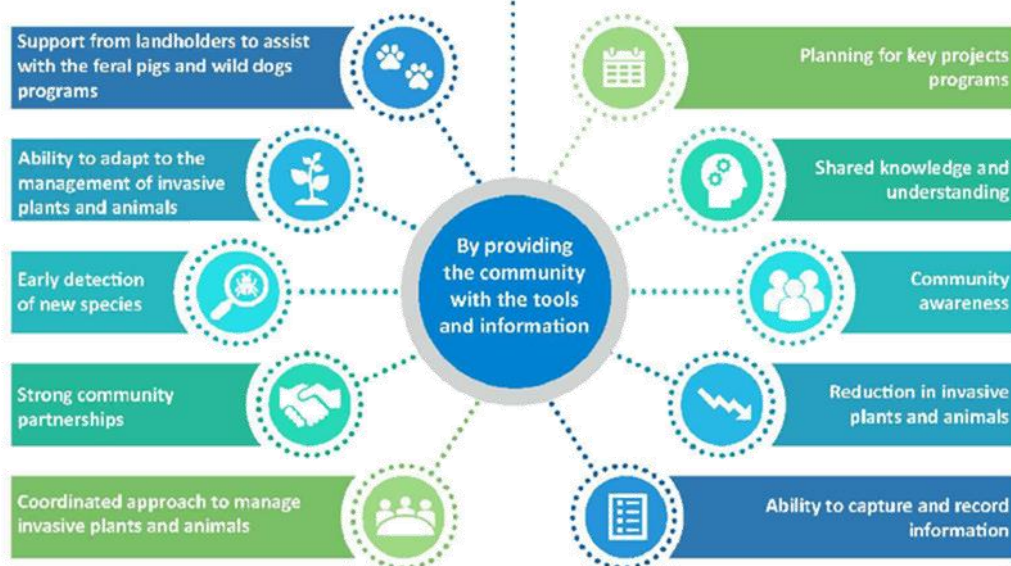 Support from landholders to assist
with the feral pigs and wild dogs
programs
Ability to adapt to the
management of invasive
plants and animals
Early detection
of new species
Strong community
partnerships
Coordinated approach to manage
invasive plants and animals
By providing
the community
with the tools
and information
Planning for key projects
programs
Shared knowledge and
understanding
Community
awareness
Reduction in invasive
plants and animals
Ability to capture and record
information